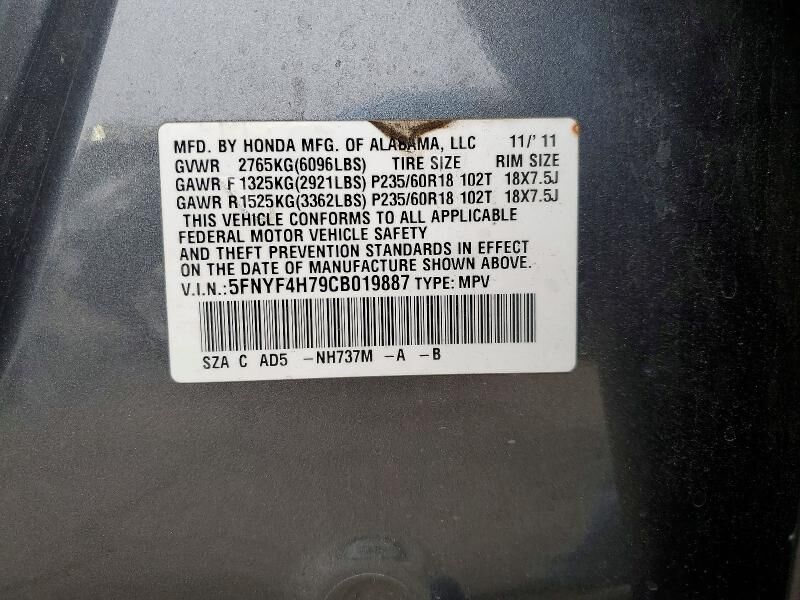 MFD. BY HONDA MFG. OF ALABAMA, LLC 11/' 11
GVWR 2765KG(6096LBS) TIRE SIZE RIM SIZE
GAWR F 1325KG(2921LBS) P235/60R18 102T 18X7.5J
GAWR R1525KG(3362LBS) P235/60R18 102T 18X7.5J
THIS VEHICLE CONFORMS TO ALL APPLICABLE
FEDERAL MOTOR VEHICLE SAFETY
AND THEFT PREVENTION STANDARDS IN EFFECT
ON THE DATE OF MANUFACTURE SHOWN ABOVE.
V.I.N.:5FNYF4H79CB019887 TYPE: MPV
SZA C AD5 -NH737M -A -B